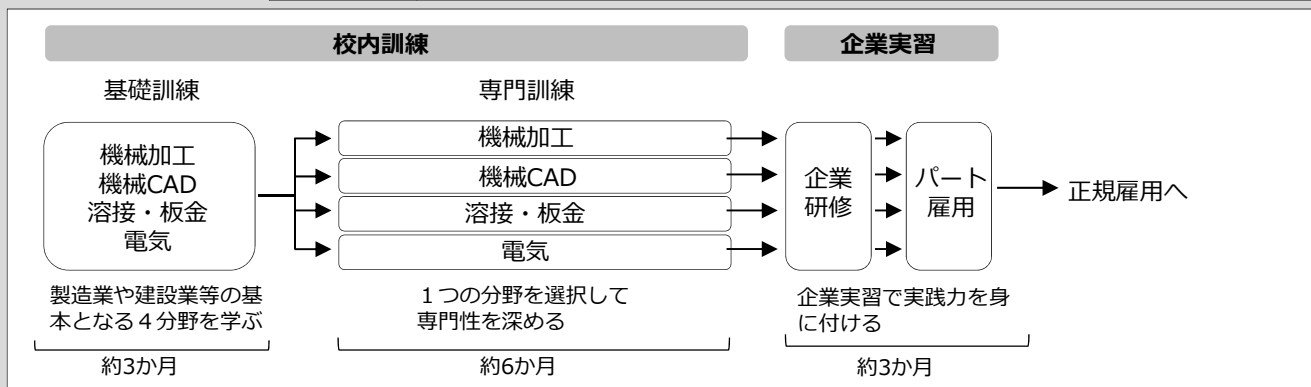 校内訓練
企業実習
基礎訓練
専門訓練
機械加工
機械CAD
溶接・板金
電気
機械加工
機械CAD
溶接・板金
電気
企業
研修
パート
雇用
正規雇用へ
製造業や建設業等の基
本となる４分野を学ぶ
１つの分野を選択して
専門性を深める
企業実習で実践力を身
に付ける
約3か月
約6か月
約3か月